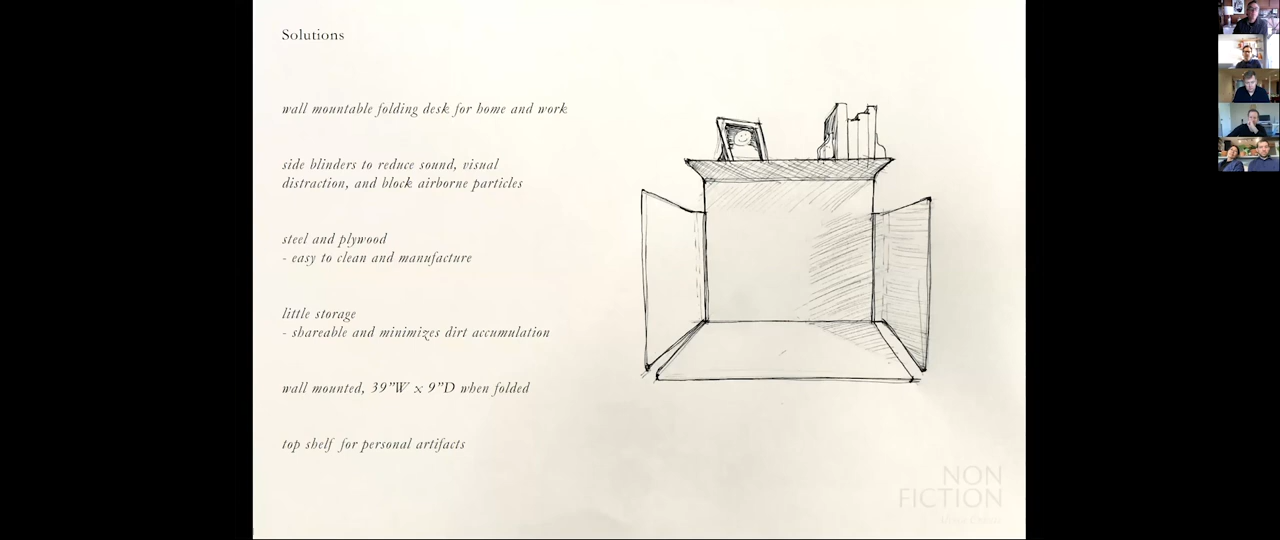 Solutions
wall mountable folding desk for home and work
side blinders to reduce sound, visual
distraction, and block airborne particles
steel and plywood
- easy to clean and manufacture
little storage
- shareable and minimizes dirt accumulation
wall mounted, 39”W x 9”D when folded
top shelf for personal artifacts
NON
FICTION